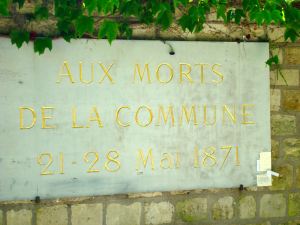 AUX MORTS
DE LA COMMUNE
21-28 Mai 1871